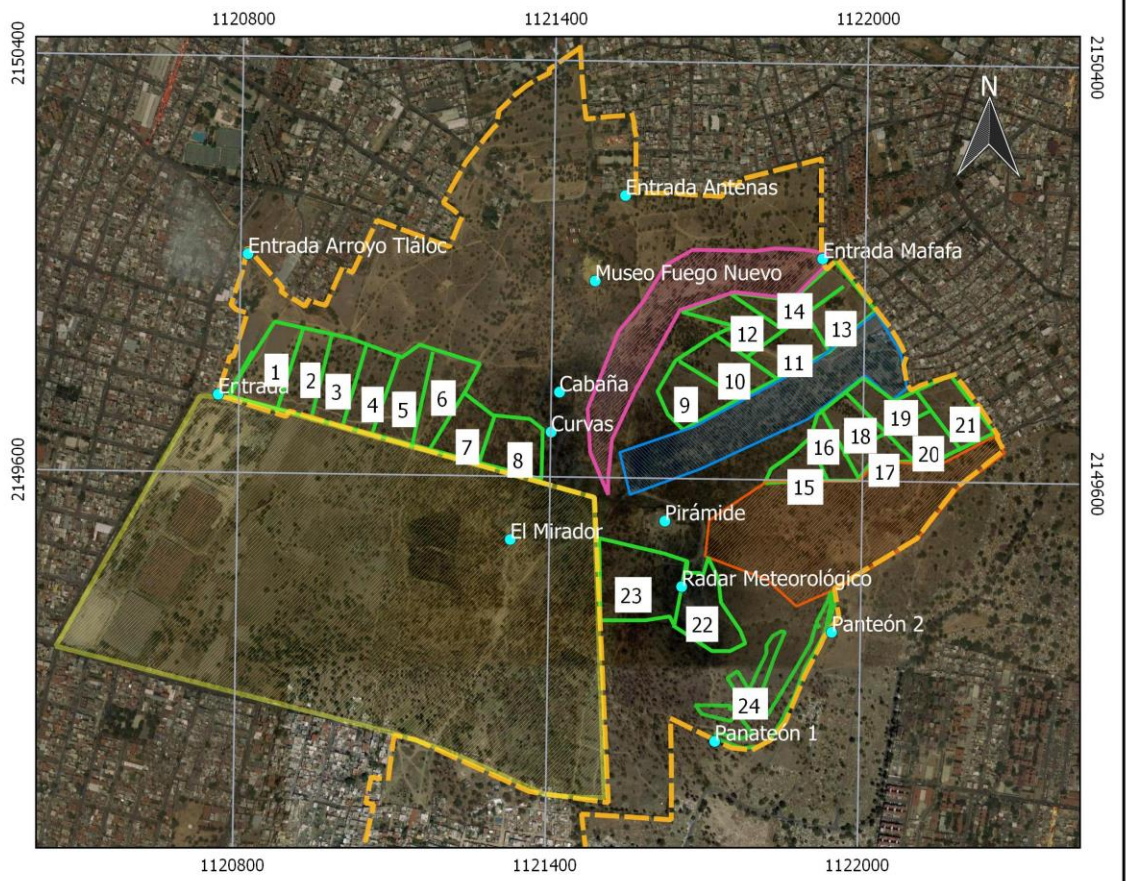 1120800
1121400
1122000
2150400
2150400
N
Entrada Antenas
Entrada Arroyo Tláloc
Entrada Mafafa
Museo Fuego Nuevo
14
12
13
1
2
3
4
5
6
Entrada
Cabaña
11
10
9
Curvas
7
8
19
21
16
18
20
17
15
2149600
2149600
Pirámide
El Mirador
Radar Meteorológico
23
22
Panteón 2
24
Panateón 1
1120800
1121400
1122000